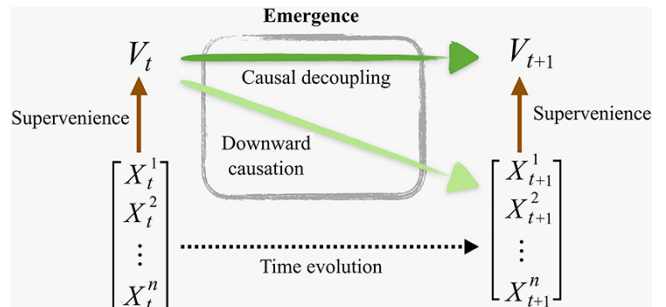 Emergence
V_t
V_{t+1}
Causal decoupling
Supervenience
Supervenience
Downward
causation
X_t^1
X_t^2
⋮
X_t^n
X_{t+1}^1
X_{t+1}^2
⋮
X_{t+1}^n
Time evolution